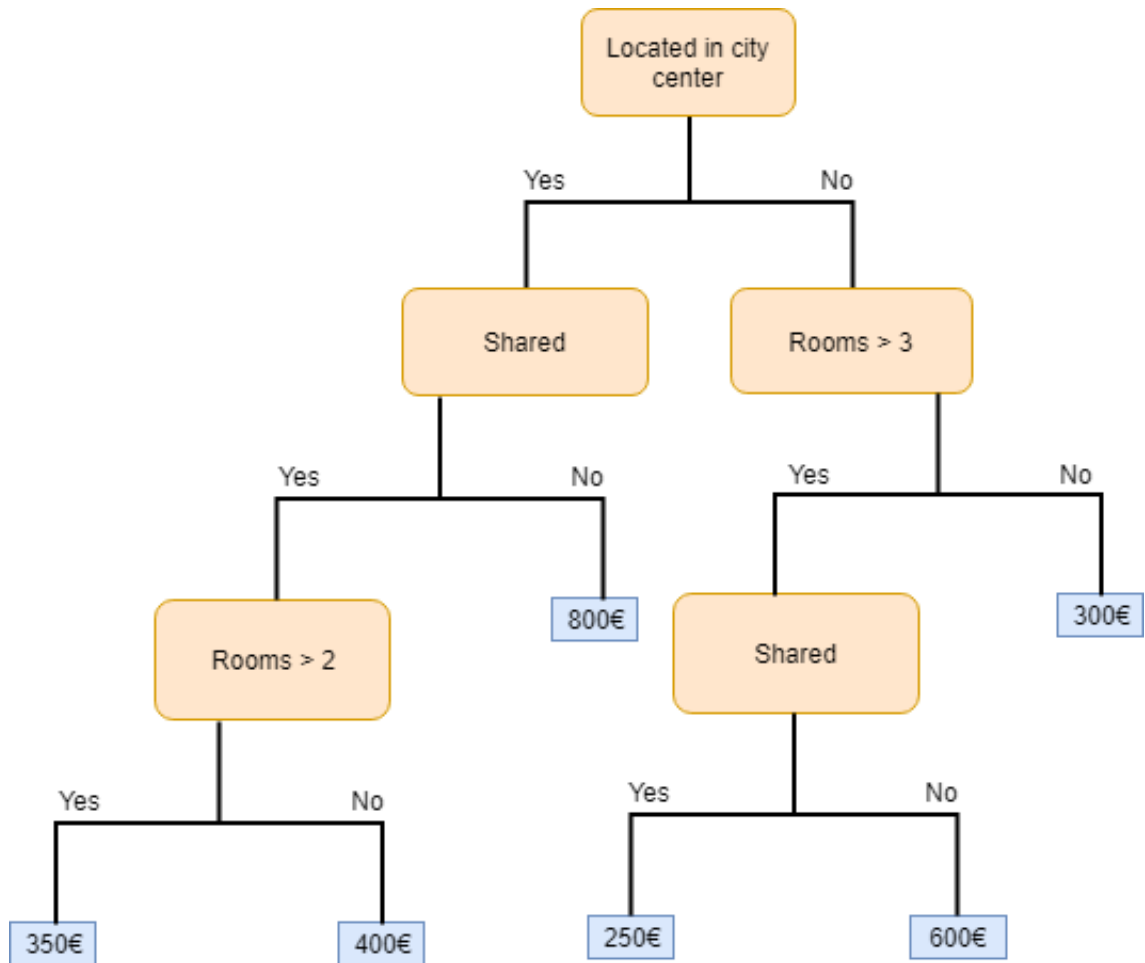 Located in city
center
Yes
No
Shared
Rooms > 3
Yes
No
Yes
No
Rooms > 2
800€
Shared
300€
Yes
No
Yes
No
350€
400€
250€
600€